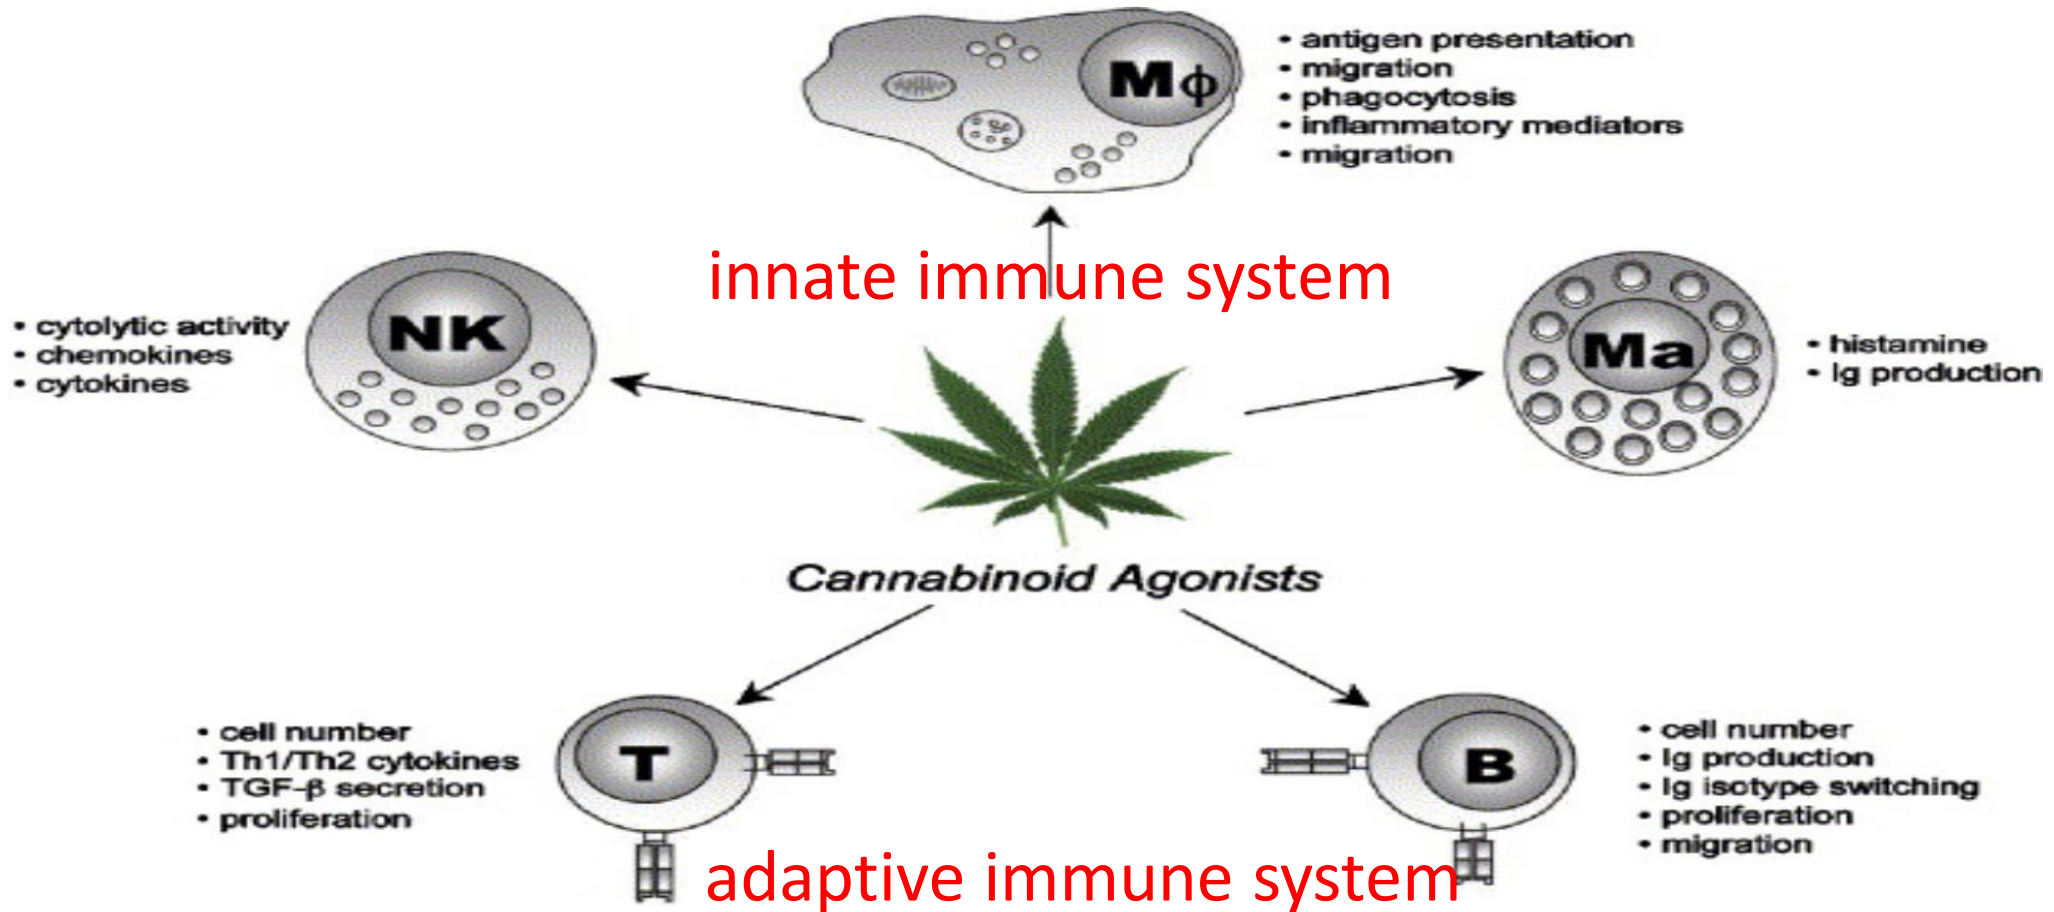 Mϕ
• antigen presentation
• migration
• phagocytosis
• inflammatory mediators
• migration
innate immune system
• cytolytic activity
• chemokines
• cytokines
NK
Ma
• histamine
• Ig production
Cannabinoid Agonists
• cell number
• Th1/Th2 cytokines
• TGF-β secretion
• proliferation
T
B
• cell number
• Ig production
• Ig isotype switching
• proliferation
• migration
adaptive immune system